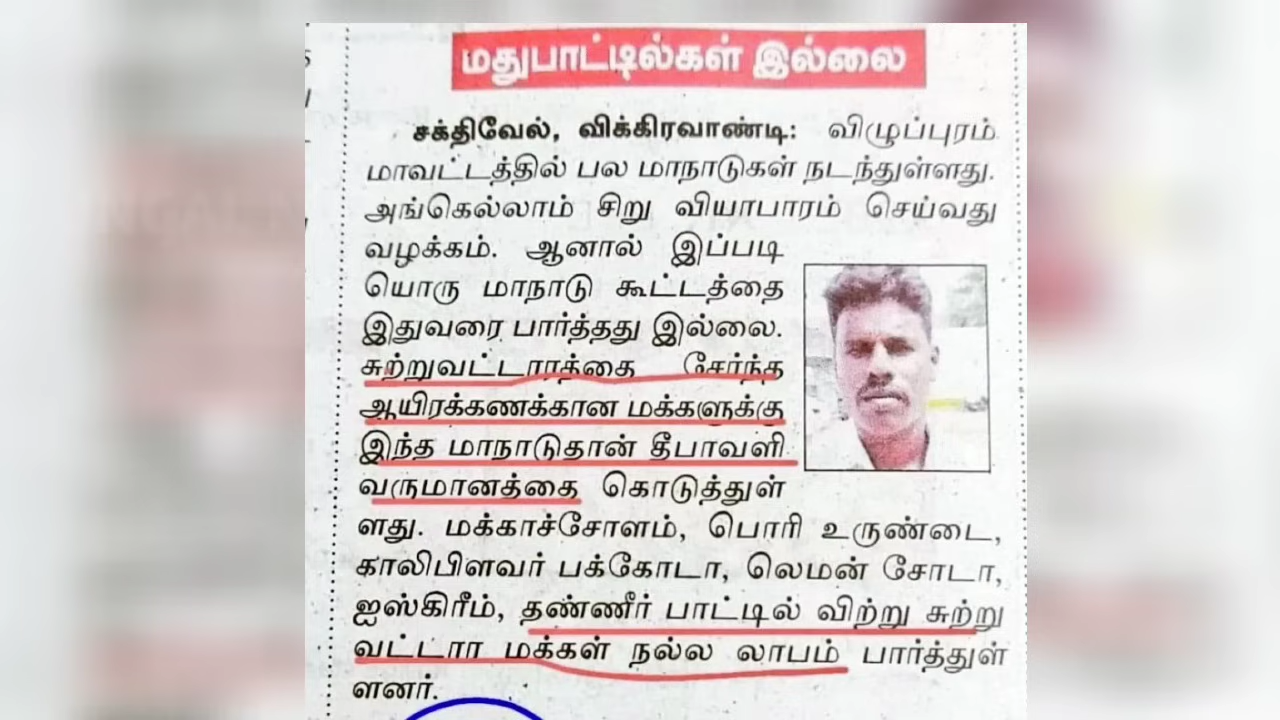 மதுபாட்டில்கள் இல்லை
சக்திவேல், விக்கிரவாண்டி: விழுப்புரம்
மாவட்டத்தில் பல மாநாடுகள் நடந்துள்ளது.
அங்கெல்லாம் சிறு வியாபாரம் செய்வது
வழக்கம். ஆனால் இப்படி
யொரு மாநாடு கூட்டத்தை
இதுவரை பார்த்தது இல்லை.
சுற்றுவட்டாரத்தை சேர்ந்த
ஆயிரக்கணக்கான மக்களுக்கு
இந்த மாநாடுதான் தீபாவளி
வருமானத்தை கொடுத்துள்
ளது. மக்காச்சோளம், பொரி உருண்டை,
காலிபிளவர் பக்கோடா, லெமன் சோடா,
ஐஸ்கிரீம், தண்ணீர் பாட்டில் விற்று சுற்று
வட்டார மக்கள் நல்ல லாபம் பார்த்துள்
ளனர்.